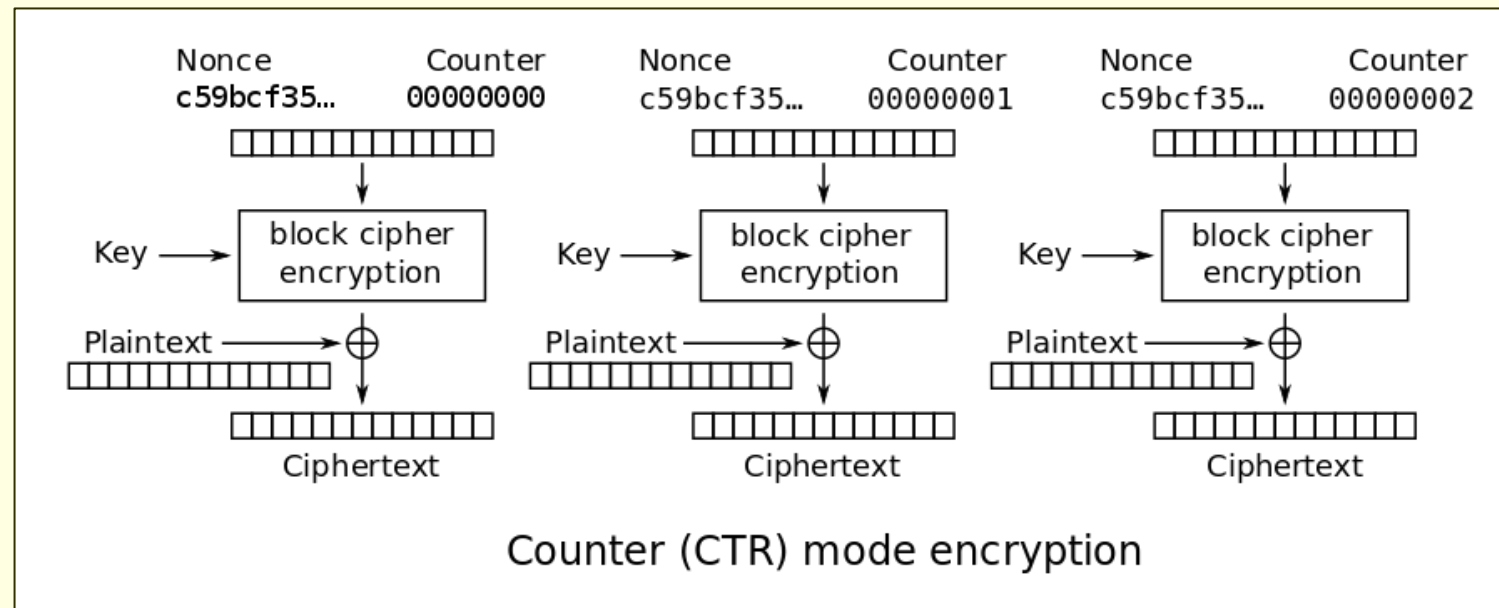 Nonce Counter Nonce Counter Nonce Counter
c59bcf35… 00000000 c59bcf35… 00000001 c59bcf35… 00000002
Key block cipher encryption Key block cipher encryption Key block cipher encryption
Plaintext Plaintext Plaintext
Ciphertext Ciphertext Ciphertext
Counter (CTR) mode encryption